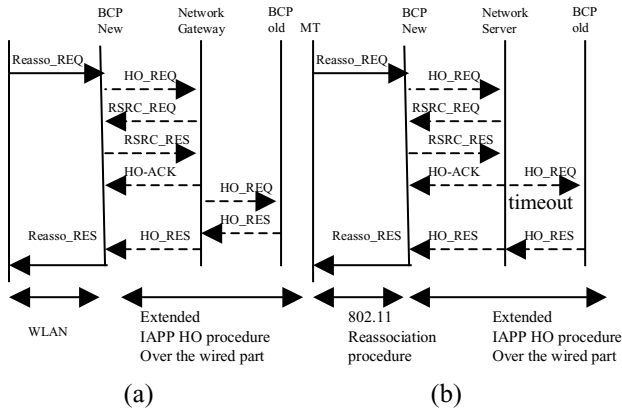 BCP
New
Network
Gateway
BCP
old
MT
BCP
New
Network
Server
BCP
old
Reasso_REQ
HO_REQ
RSRC_REQ
RSRC_RES
HO-ACK
HO_REQ
HO_RES
HO_RES
Reasso_RES
Reasso_REQ
HO_REQ
RSRC_REQ
RSRC_RES
HO-ACK
HO_REQ
timeout
HO_RES
HO_RES
Reasso_RES
WLAN
Extended
IAPP HO procedure
Over the wired part
802.11
Reassociation
procedure
Extended
IAPP HO procedure
Over the wired part
(a)
(b)